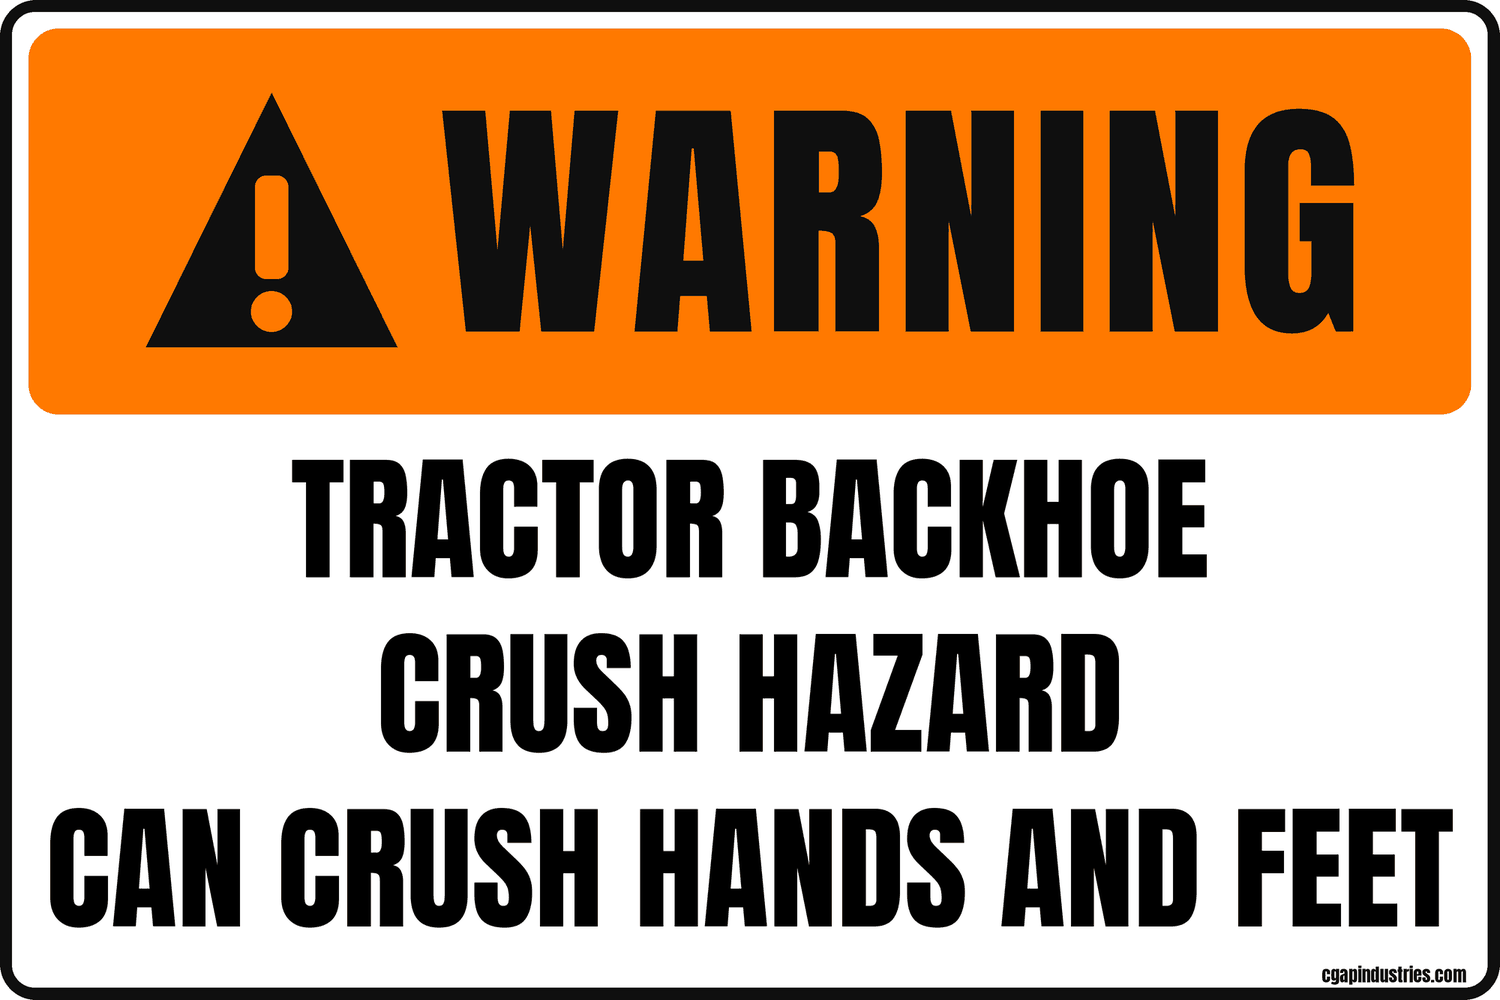 WARNING
TRACTOR BACKHOE
CRUSH HAZARD
CAN CRUSH HANDS AND FEET
cgapindustries.com